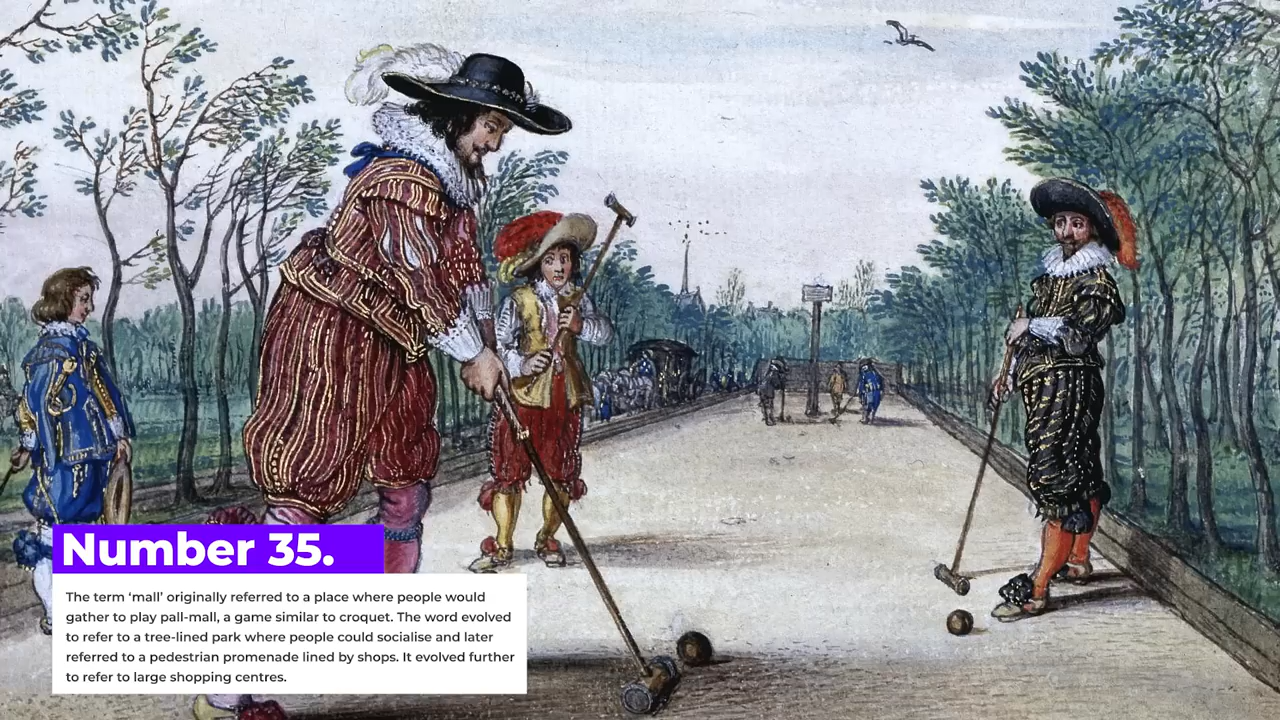 Number 35.
The term ‘mall’ originally referred to a place where people would
gather to play pall-mall, a game similar to croquet. The word evolved
to refer to a tree-lined park where people could socialise and later
referred to a pedestrian promenade lined by shops. It evolved further
to refer to large shopping centres.